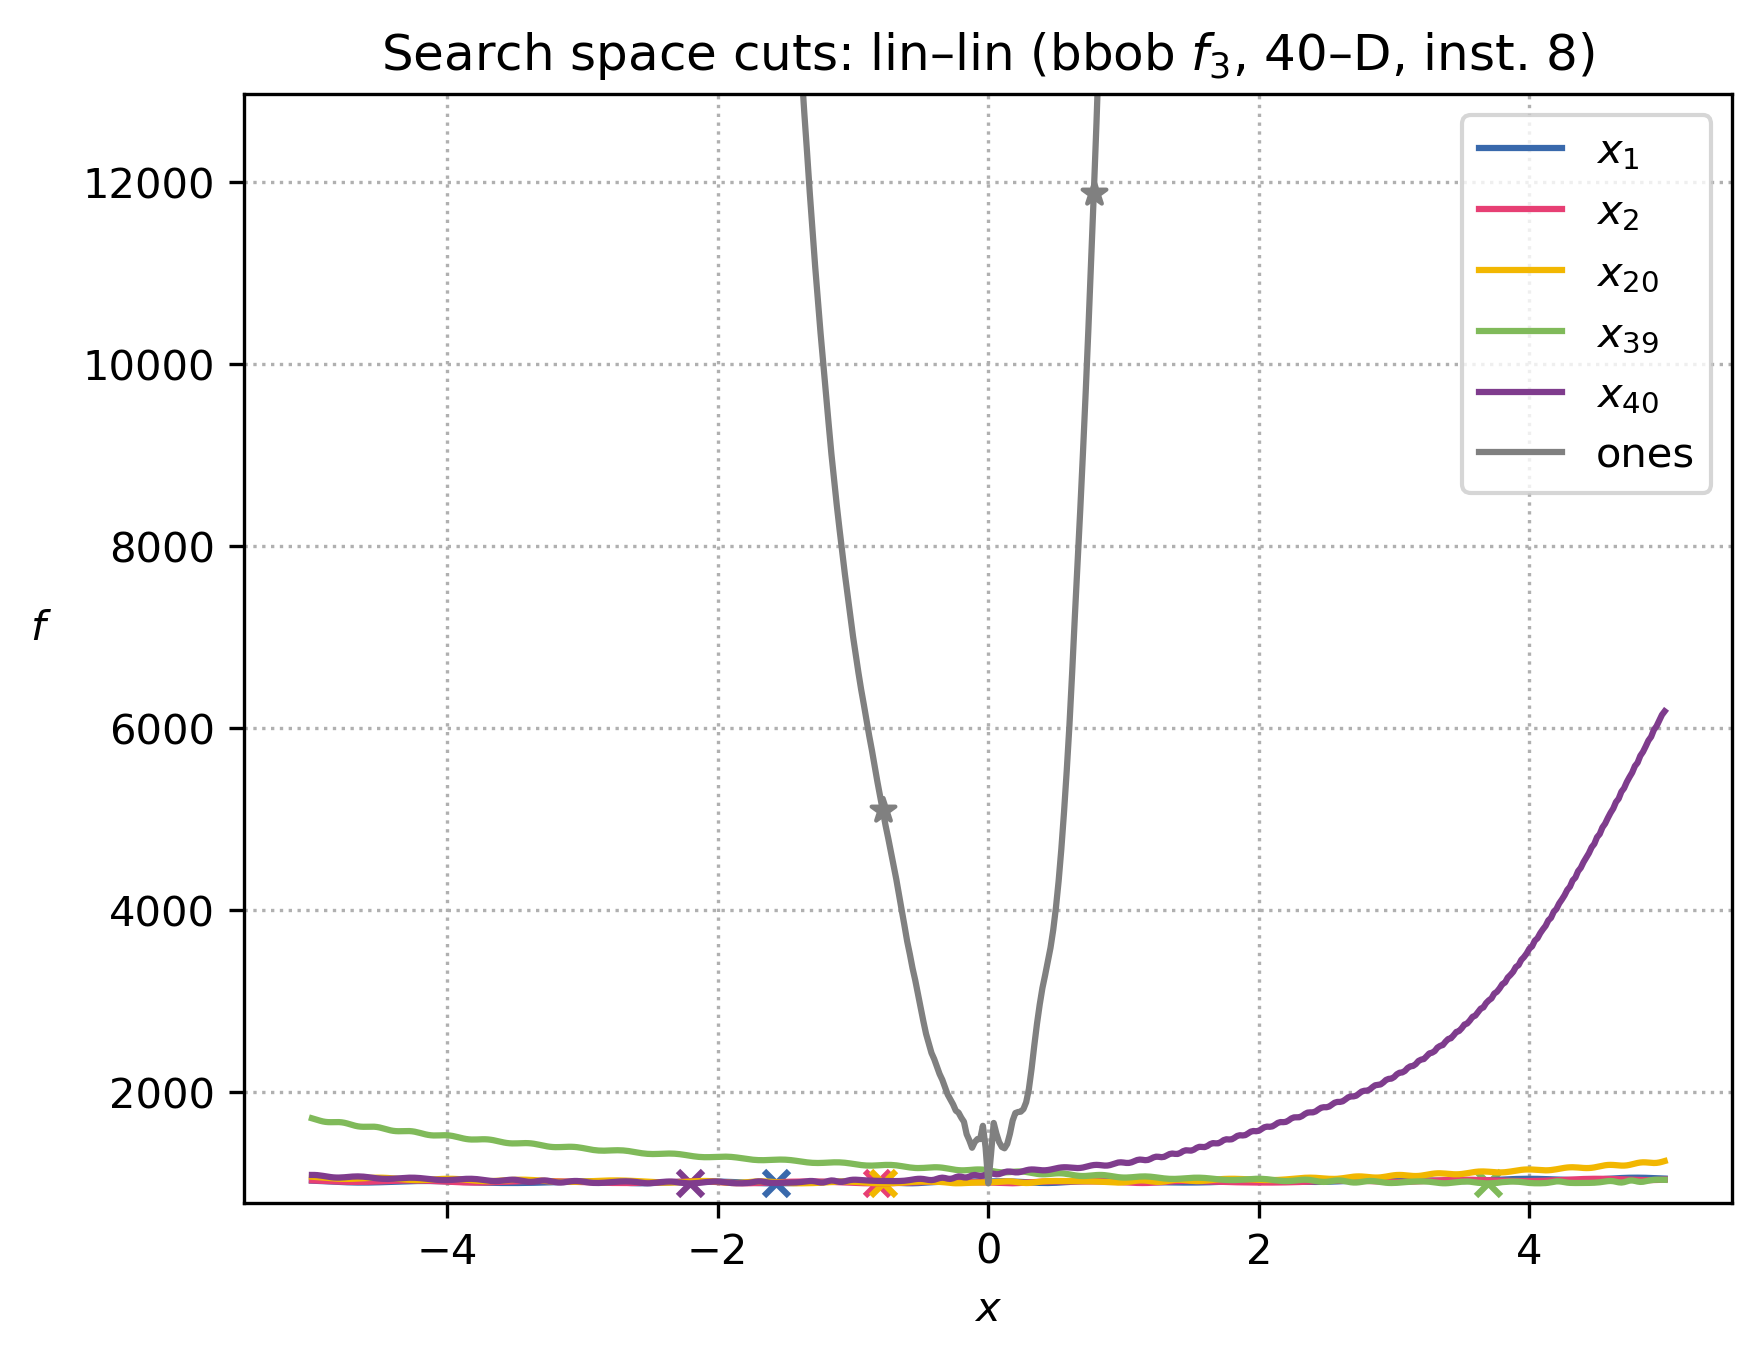 Search space cuts: lin–lin (bbob f₃, 40–D, inst. 8)
x₁
x₂
x₂₀
x₃₉
x₄₀
ones
12000
10000
8000
6000
4000
2000
f
−4 −2 0 2 4
x